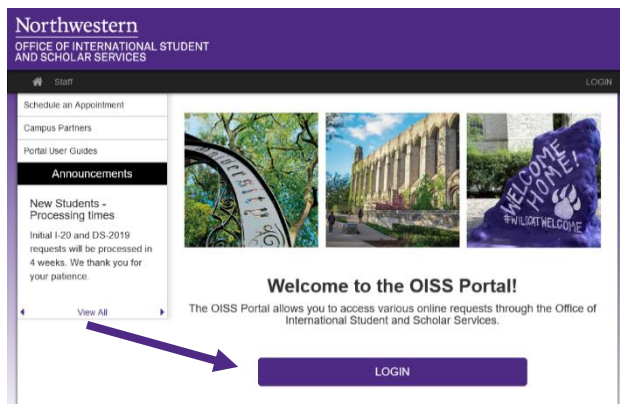 Northwestern
OFFICE OF INTERNATIONAL STUDENT
AND SCHOLAR SERVICES
Staff
LOGIN
Schedule an Appointment
Campus Partners
Portal User Guides
Announcements
New Students -
Processing times
Initial I-20 and DS-2019
requests will be processed in
4 weeks. We thank you for
your patience.
View All
University
WELCOME
HOME!
#WILDCATWELCOME
Welcome to the OISS Portal!
The OISS Portal allows you to access various online requests through the Office of
International Student and Scholar Services.
LOGIN